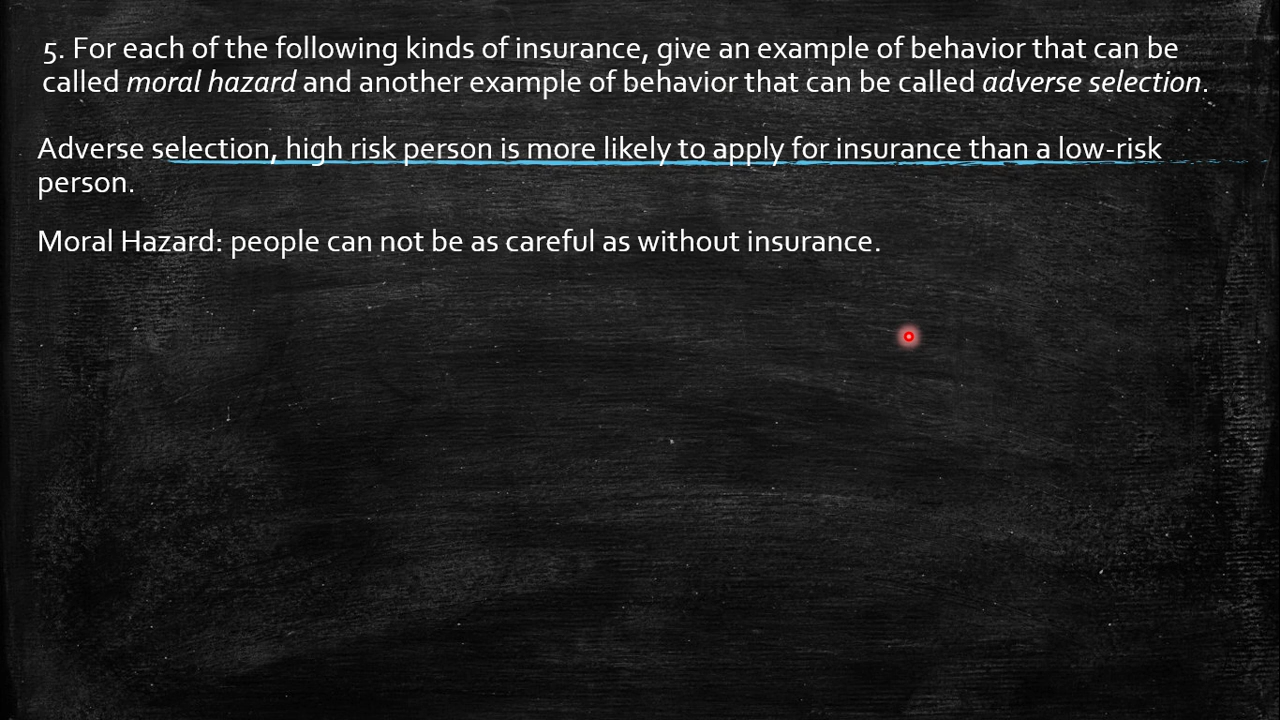 5. For each of the following kinds of insurance, give an example of behavior that can be
called moral hazard and another example of behavior that can be called adverse selection.
Adverse selection, high risk person is more likely to apply for insurance than a low-risk
person.
Moral Hazard: people can not be as careful as without insurance.